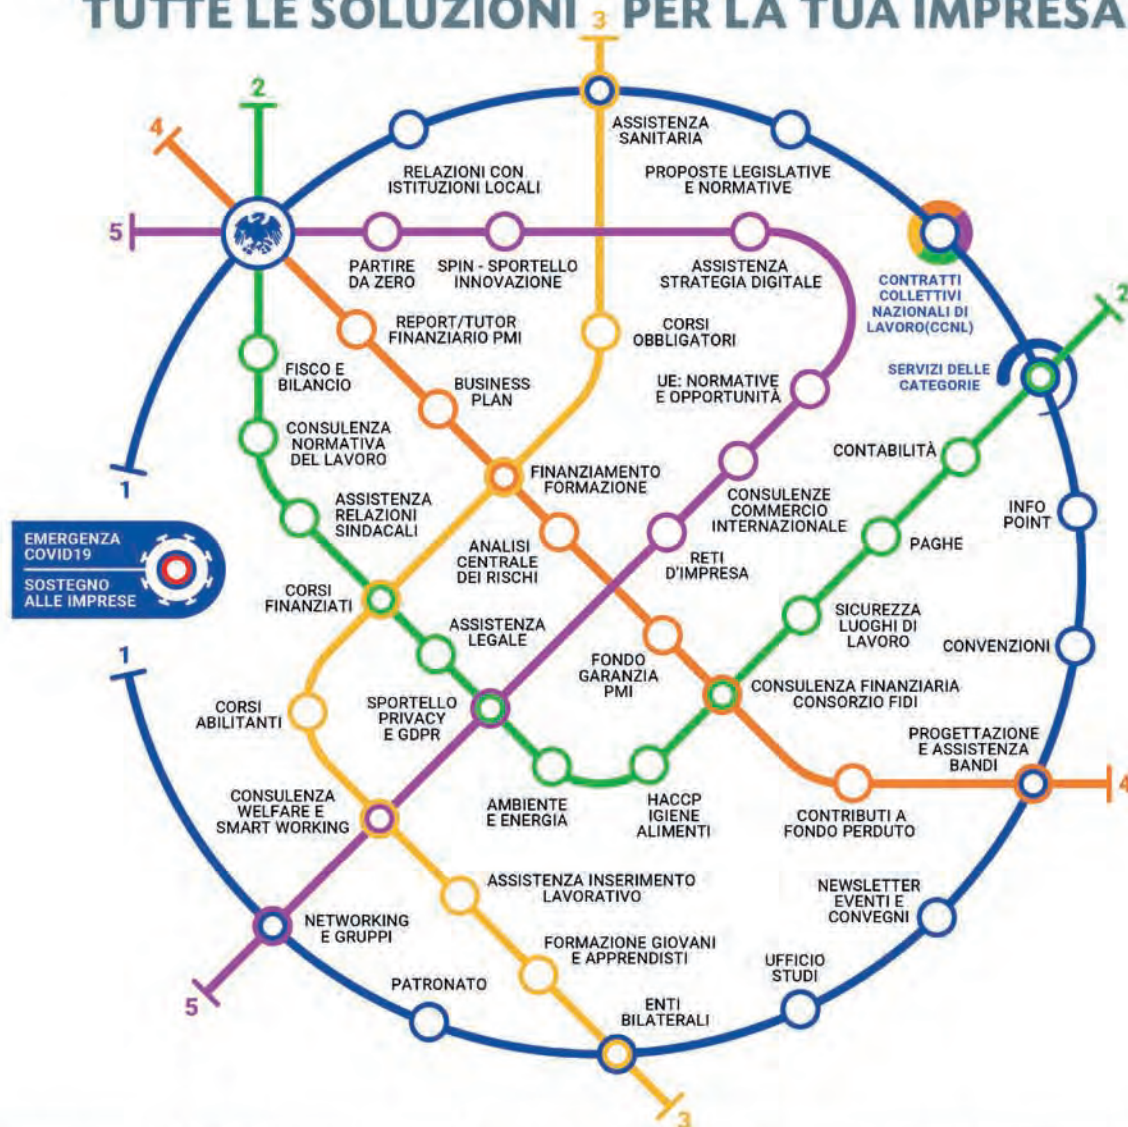 TUTTE LE SOLUZIONI PER LA TUA IMPRESA
3
2
4
ASSISTENZA
SANITARIA
RELAZIONI CON
ISTITUZIONI LOCALI
PROPOSTE LEGISLATIVE
E NORMATIVE
5
PARTIRE
DA ZERO
SPIN - SPORTELLO
INNOVAZIONE
ASSISTENZA
STRATEGIA DIGITALE
CONTRATTI
COLLETTIVI
NAZIONALI DI
LAVORO(CCNL)
2
REPORT/TUTOR
FINANZIARIO PMI
CORSI
OBBLIGATORI
SERVIZI DELLE
CATEGORIE
FISCO E
BILANCIO
BUSINESS
PLAN
UE: NORMATIVE
E OPPORTUNITÀ
CONSULENZA
NORMATIVA
DEL LAVORO
CONTABILITÀ
1
FINANZIAMENTO
FORMAZIONE
ASSISTENZA
RELAZIONI
SINDACALI
CONSULENZE
COMMERCIO
INTERNAZIONALE
INFO
POINT
EMERGENZA
COVID19
SOSTEGNO
ALLE IMPRESE
ANALISI
CENTRALE
DEI RISCHI
RETI
D'IMPRESA
PAGHE
CORSI
FINANZIATI
ASSISTENZA
LEGALE
SICUREZZA
LUOGHI DI
LAVORO
CONVENZIONI
1
FONDO
GARANZIA
PMI
CORSI
ABILITANTI
SPORTELLO
PRIVACY
E GDPR
CONSULENZA FINANZIARIA
CONSORZIO FIDI
PROGETTAZIONE
E ASSISTENZA
BANDI
4
CONSULENZA
WELFARE E
SMART WORKING
AMBIENTE
E ENERGIA
HACCP
IGIENE
ALIMENTI
CONTRIBUTI A
FONDO PERDUTO
ASSISTENZA INSERIMENTO
LAVORATIVO
NEWSLETTER
EVENTI E
CONVEGNI
NETWORKING
E GRUPPI
FORMAZIONE GIOVANI
E APPRENDISTI
UFFICIO
STUDI
5
PATRONATO
ENTI
BILATERALI
3